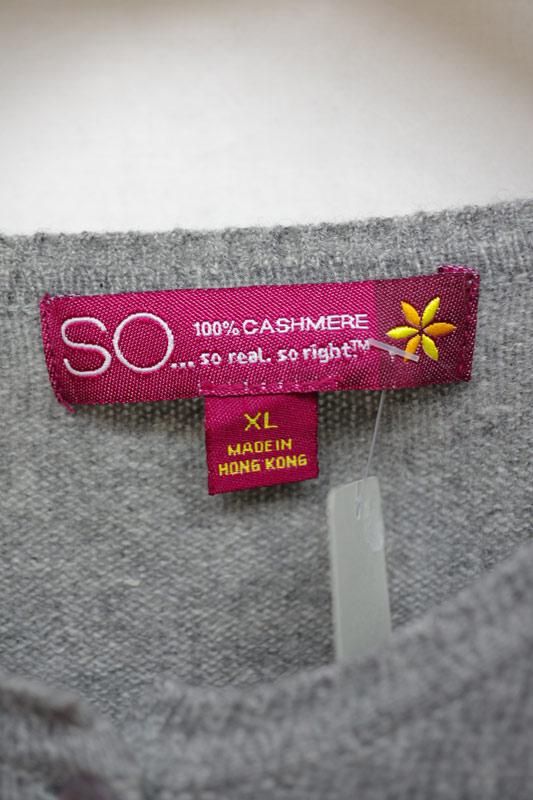 SO...
100% CASHMERE
so real. so right.™
XL
MADE IN
HONG KONG